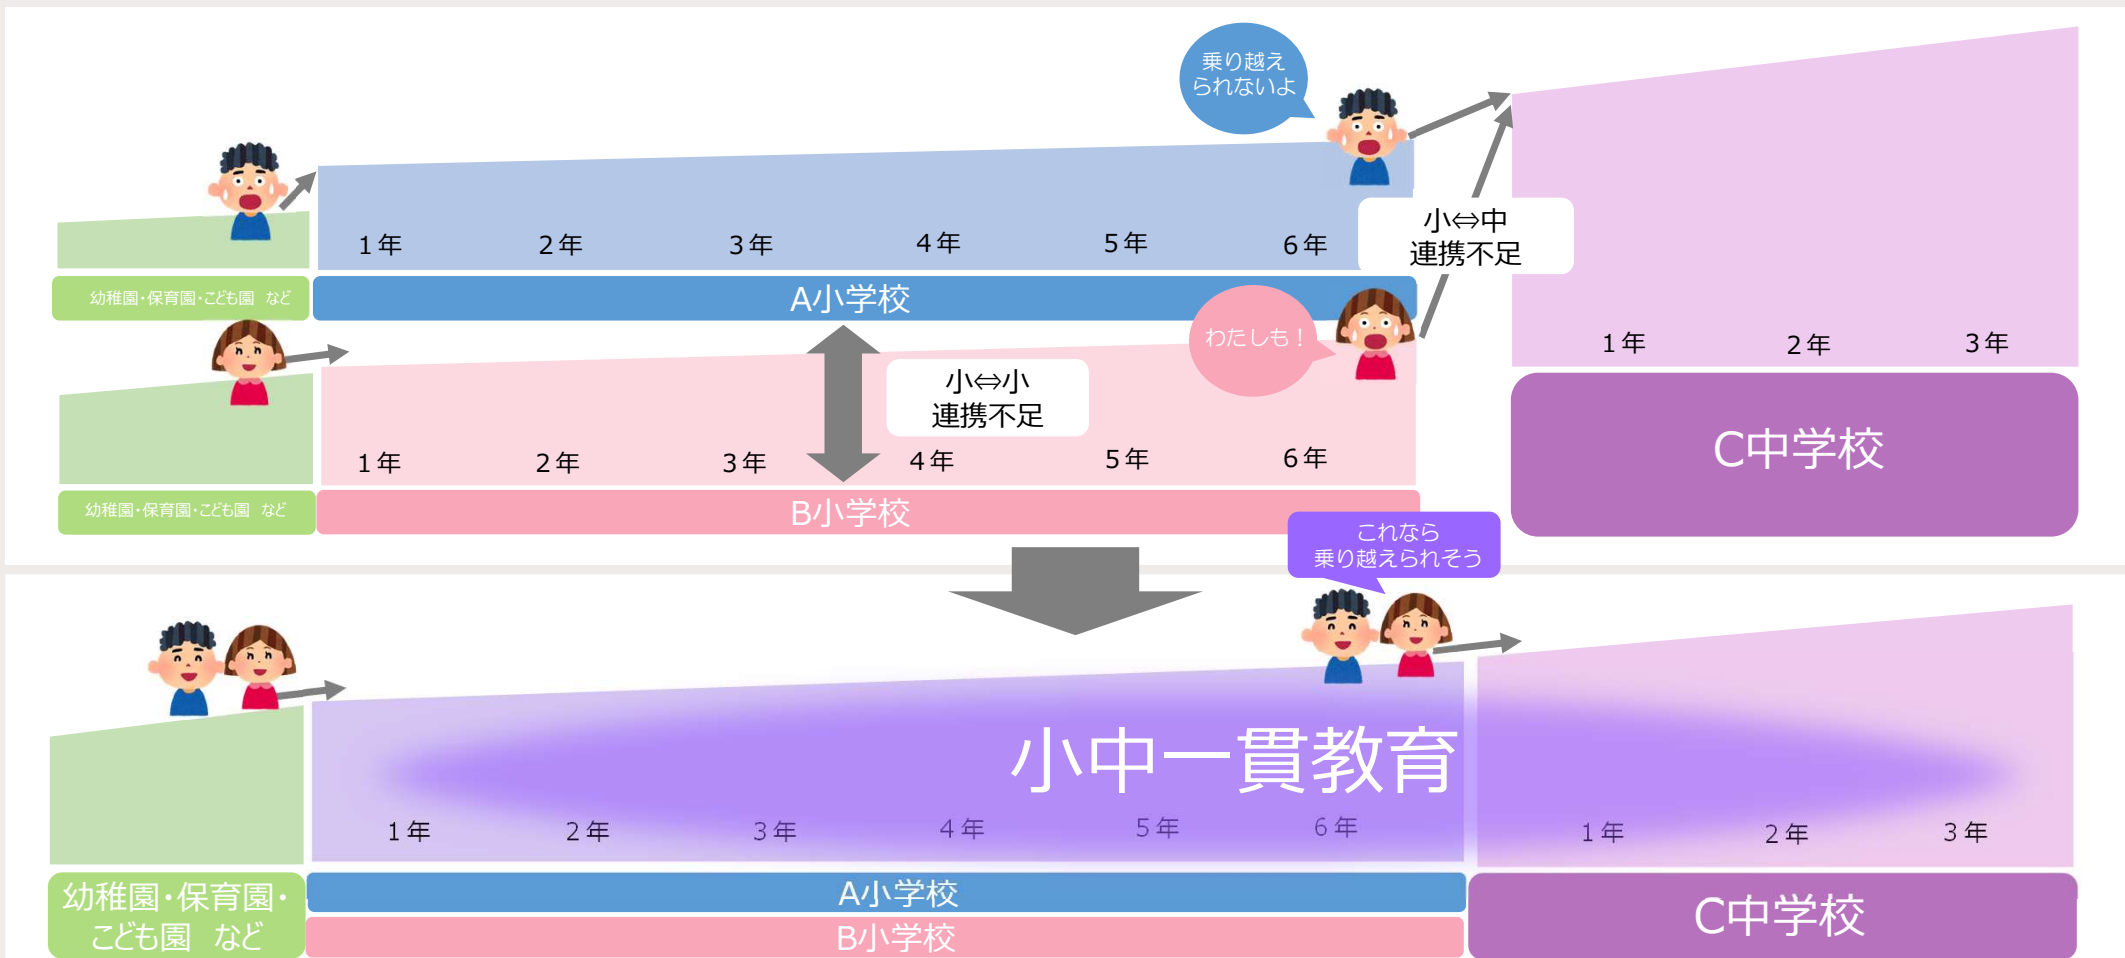 乗り越え
られないよ
1年 2年 3年 4年 5年 6年
小⇔中
連携不足
幼稚園・保育園・こども園 など
A小学校
わたしも！
1年 2年 3年
小⇔小
連携不足
C中学校
1年 2年 3年 4年 5年 6年
幼稚園・保育園・こども園 など
B小学校
これなら
乗り越えられそう
小中一貫教育
1年 2年 3年 4年 5年 6年 1年 2年 3年
幼稚園・保育園・
こども園 など
A小学校
B小学校
C中学校